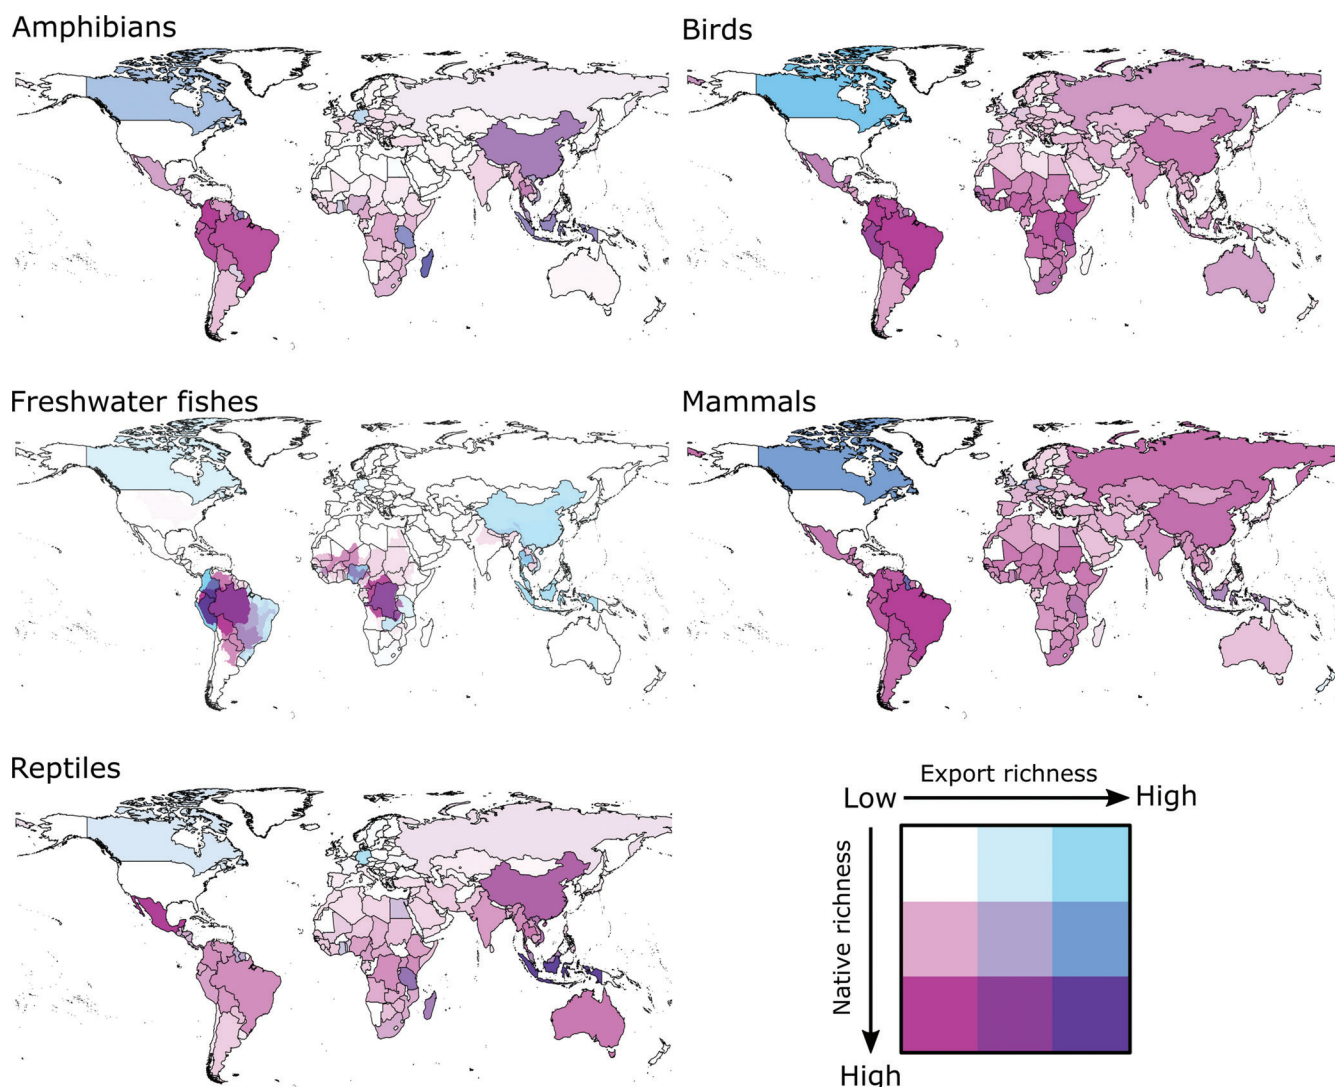 Amphibians
Birds
Freshwater fishes
Mammals
Reptiles
Export richness
Low
High
Native richness
High